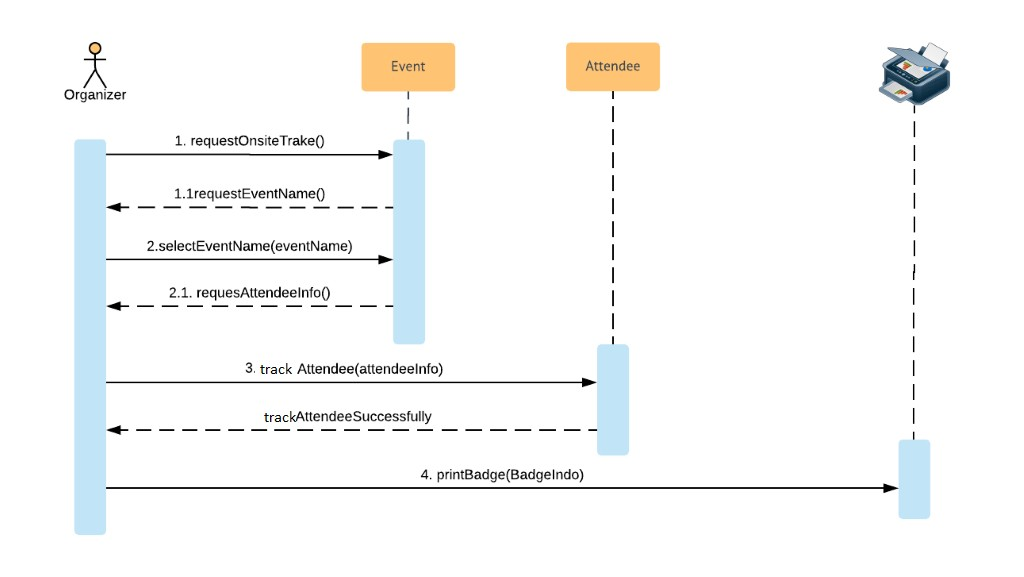 Event
Attendee
Organizer
1. requestOnsiteTrake()
1.1requestEventName()
2.selectEventName(eventName)
2.1. requesAttendeeInfo()
3. track Attendee(attendeeInfo)
trackAttendeeSuccessfully
4. printBadge(BadgeIndo)